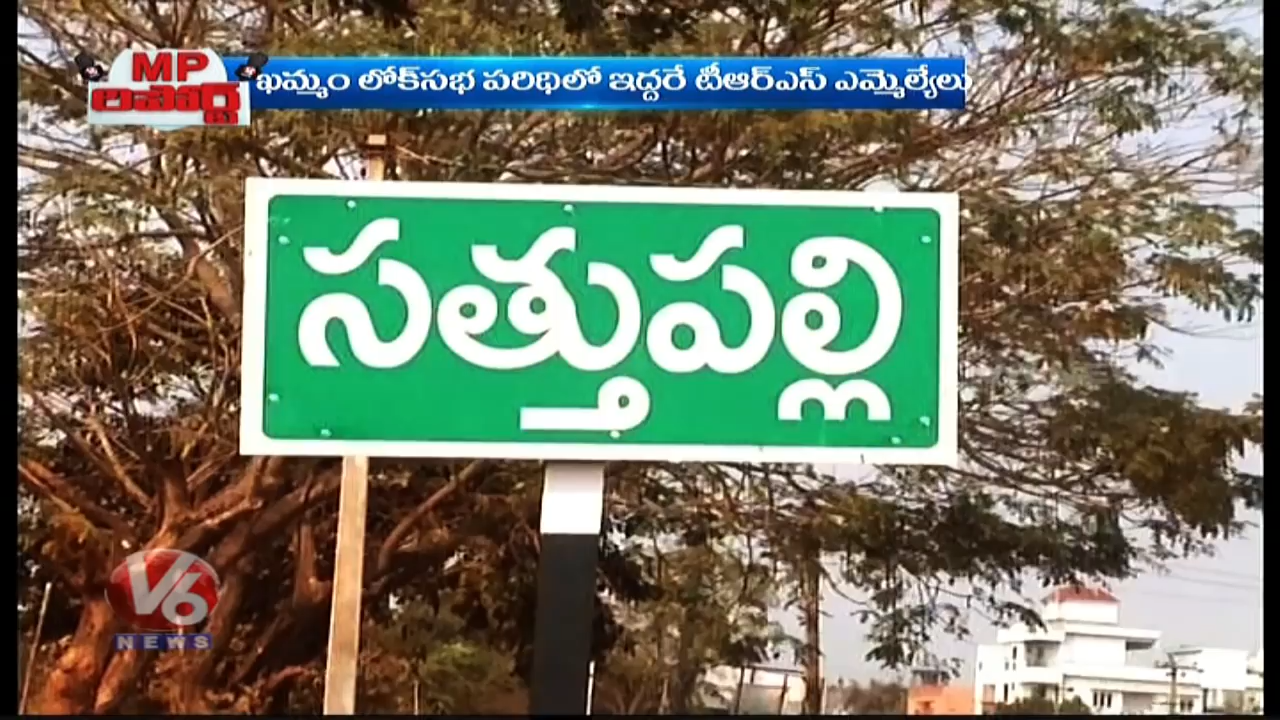 MP
రిపోర్ట్
ఖమ్మం లోక్‌సభ పరిధిలో ఇద్దరే టీఆర్ఎస్ ఎమ్మెల్యేలు
సత్తుపల్లి
V6
NEWS